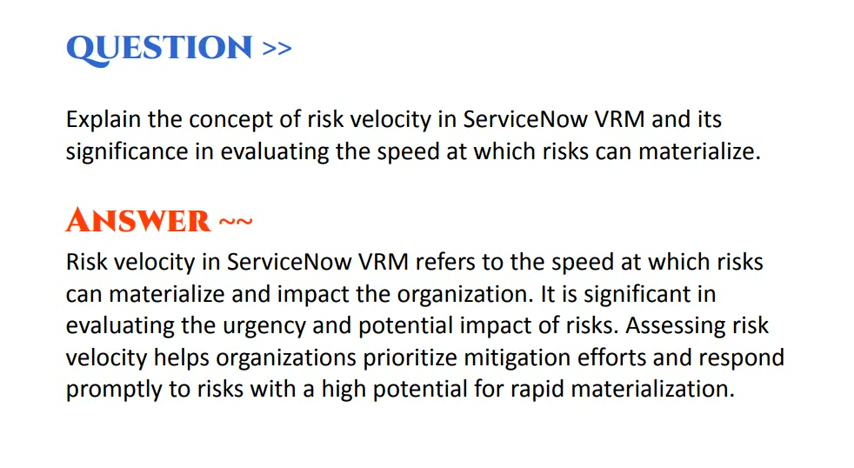 QUESTION >>
Explain the concept of risk velocity in ServiceNow VRM and its
significance in evaluating the speed at which risks can materialize.
ANSWER ~~
Risk velocity in ServiceNow VRM refers to the speed at which risks
can materialize and impact the organization. It is significant in
evaluating the urgency and potential impact of risks. Assessing risk
velocity helps organizations prioritize mitigation efforts and respond
promptly to risks with a high potential for rapid materialization.